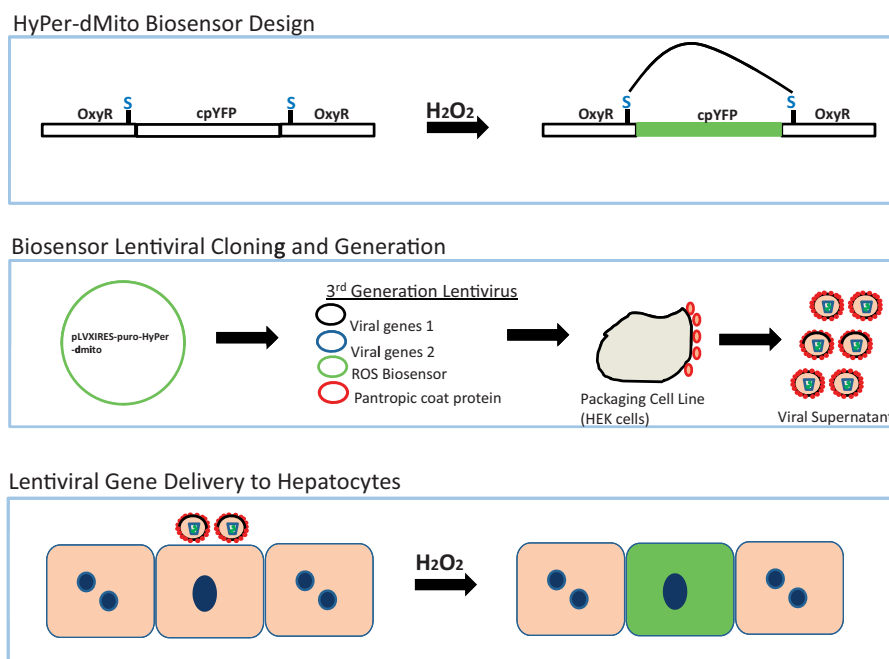 HyPer-dMito Biosensor Design
OxyR S cpYFP S OxyR
H2O2
OxyR S cpYFP S OxyR
Biosensor Lentiviral Cloning and Generation
pLVXIRES-puro-HyPer
-dmito
3rd Generation Lentivirus
Viral genes 1
Viral genes 2
ROS Biosensor
Pantropic coat protein
Packaging Cell Line
(HEK cells)
Viral Supernatant
Lentiviral Gene Delivery to Hepatocytes
H2O2